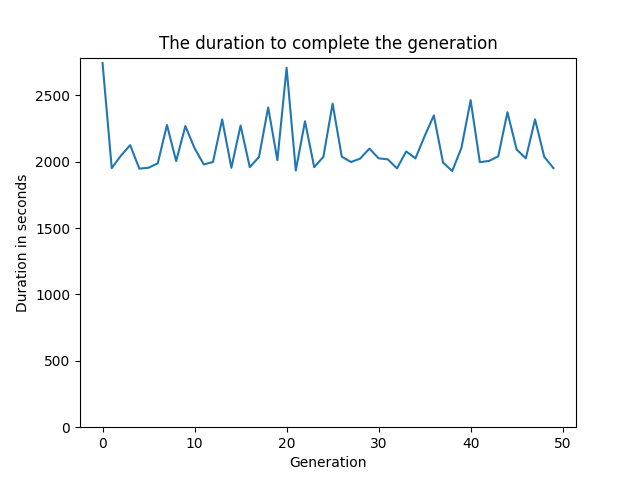 The duration to complete the generation
2500
2000
1500
1000
500
0
Duration in seconds
0 10 20 30 40 50
Generation